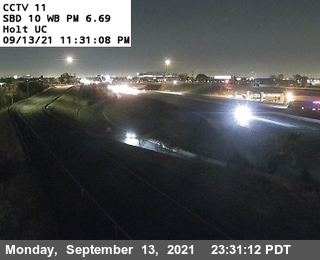 CCTV 11
SBD 10 WB PM 6.69
Holt UC
09/13/21 11:31:08 PM
Monday, September 13, 2021 23:31:12 PDT